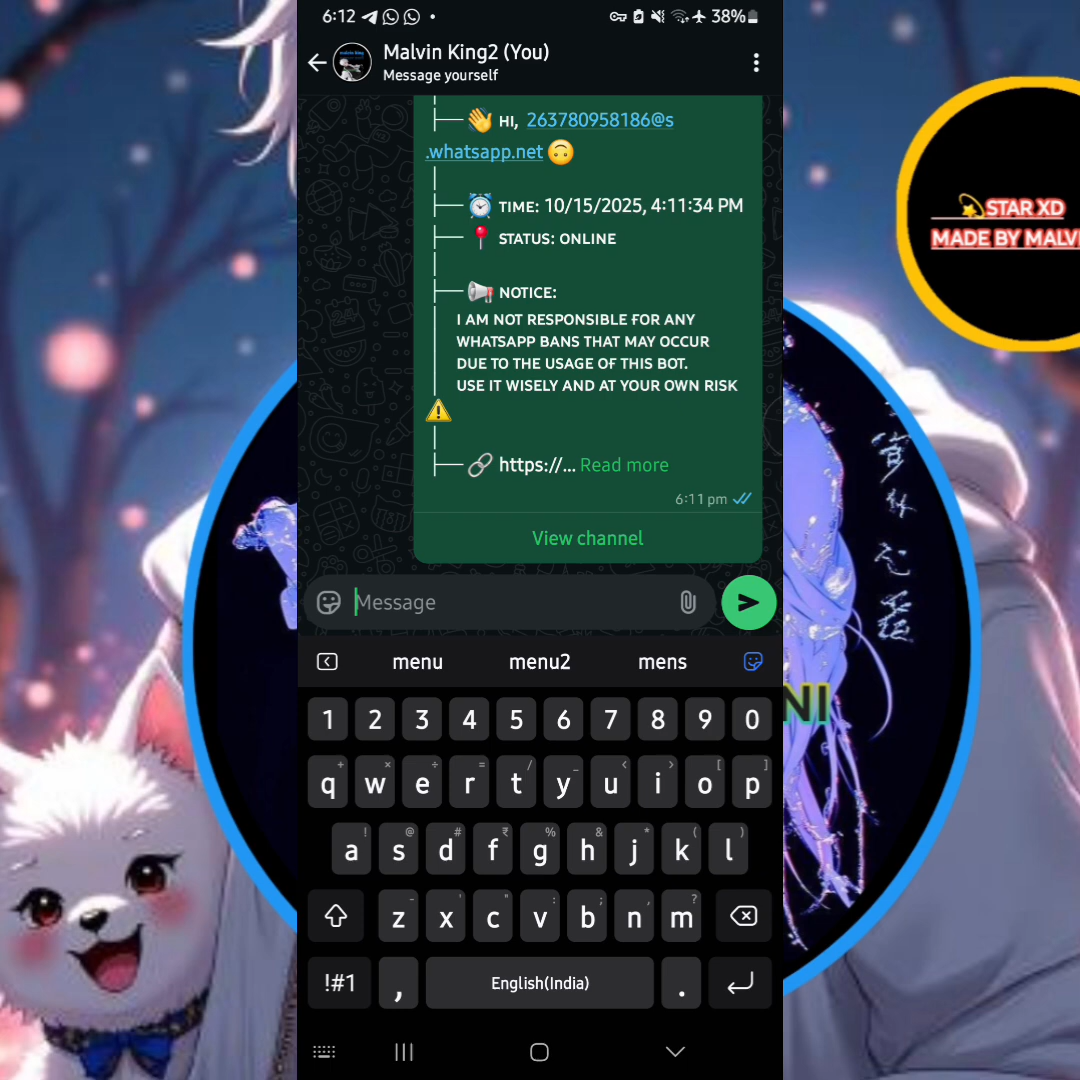 6:12
38%
Malvin King2 (You)
Message yourself
HI, 263780958186@s
.whatsapp.net
TIME: 10/15/2025, 4:11:34 PM
STATUS: ONLINE
NOTICE:
I AM NOT RESPONSIBLE FOR ANY
WHATSAPP BANS THAT MAY OCCUR
DUE TO THE USAGE OF THIS BOT.
USE IT WISELY AND AT YOUR OWN RISK
https://... Read more
6:11 pm
View channel
Message
menu menu2 mens
1 2 3 4 5 6 7 8 9 0
q w e r t y u i o p
a s d f g h j k l
z x c v b n m
!#1 , English(India) .
STAR XD
MADE BY MALVI
NI